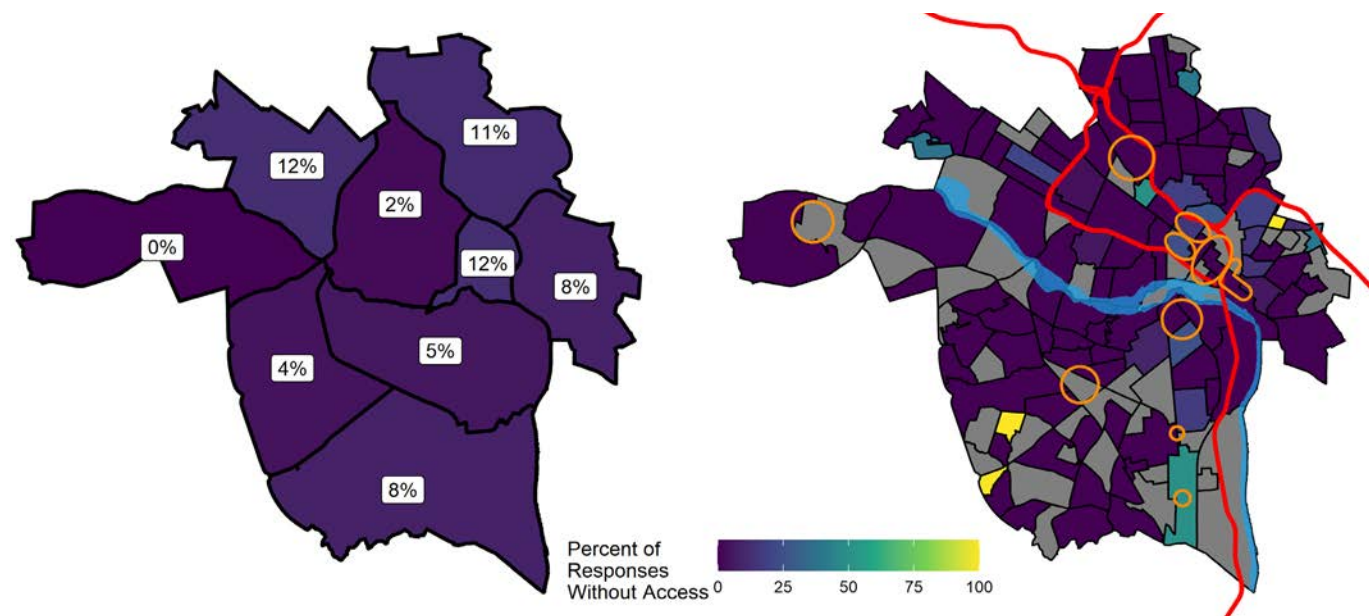 11%
12%
2%
0%
12%
8%
4%
5%
8%
Percent of
Responses
Without Access
0 25 50 75 100